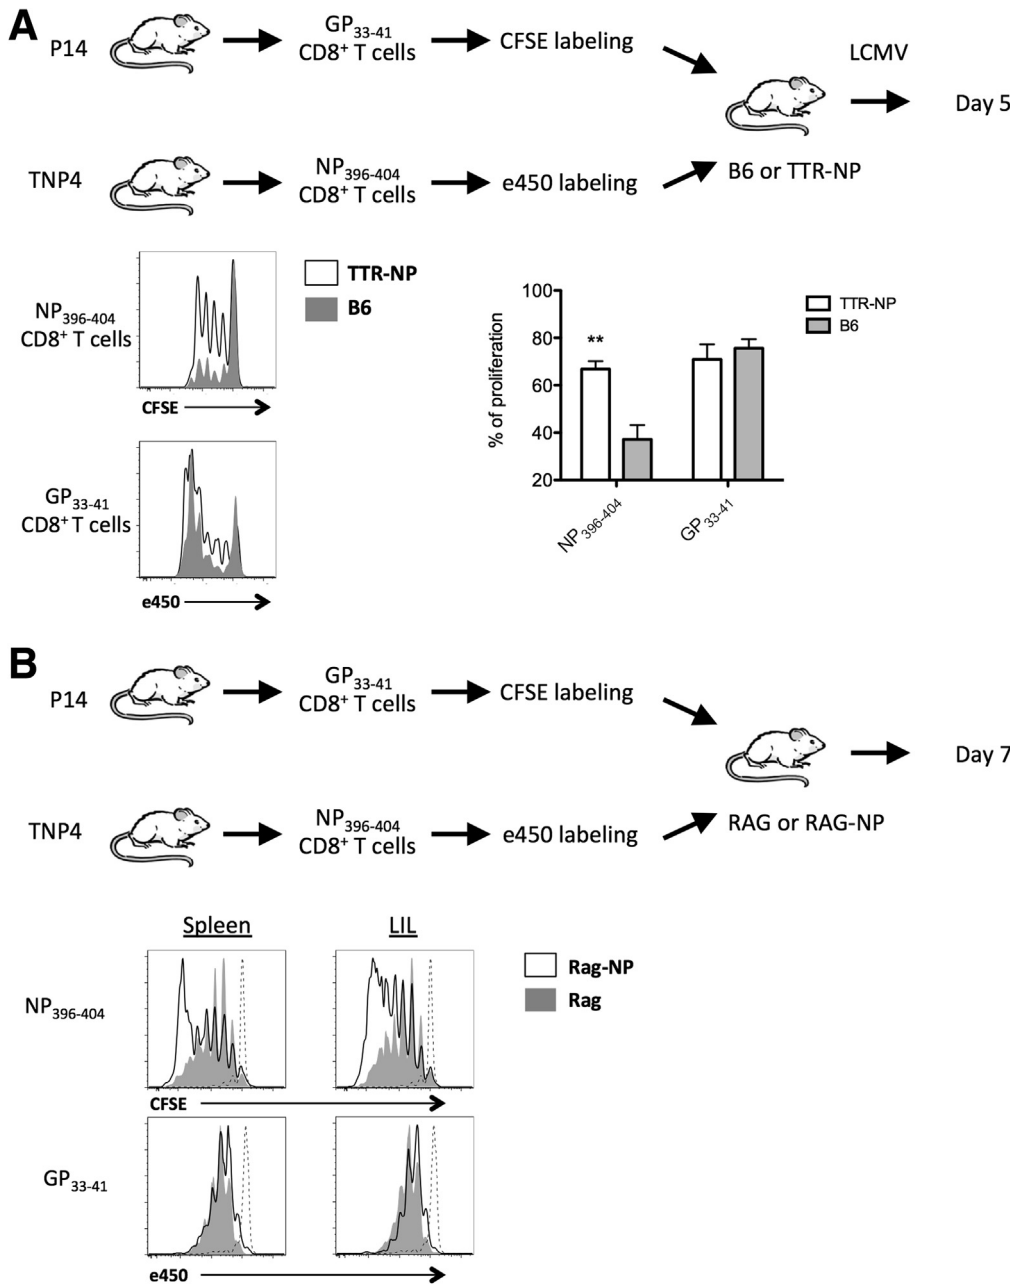 A
P14
GP33-41
CD8+ T cells
CFSE labeling
LCMV
Day 5
TNP4
NP396-404
CD8+ T cells
e450 labeling
B6 or TTR-NP
NP396-404
CD8+ T cells
CFSE
TTR-NP
B6
GP33-41
CD8+ T cells
e450
% of proliferation
100
80
60
40
20
**
NP396-404
GP33-41
TTR-NP
B6
B
P14
GP33-41
CD8+ T cells
CFSE labeling
Day 7
TNP4
NP396-404
CD8+ T cells
e450 labeling
RAG or RAG-NP
Spleen
LIL
NP396-404
CFSE
Rag-NP
Rag
GP33-41
e450